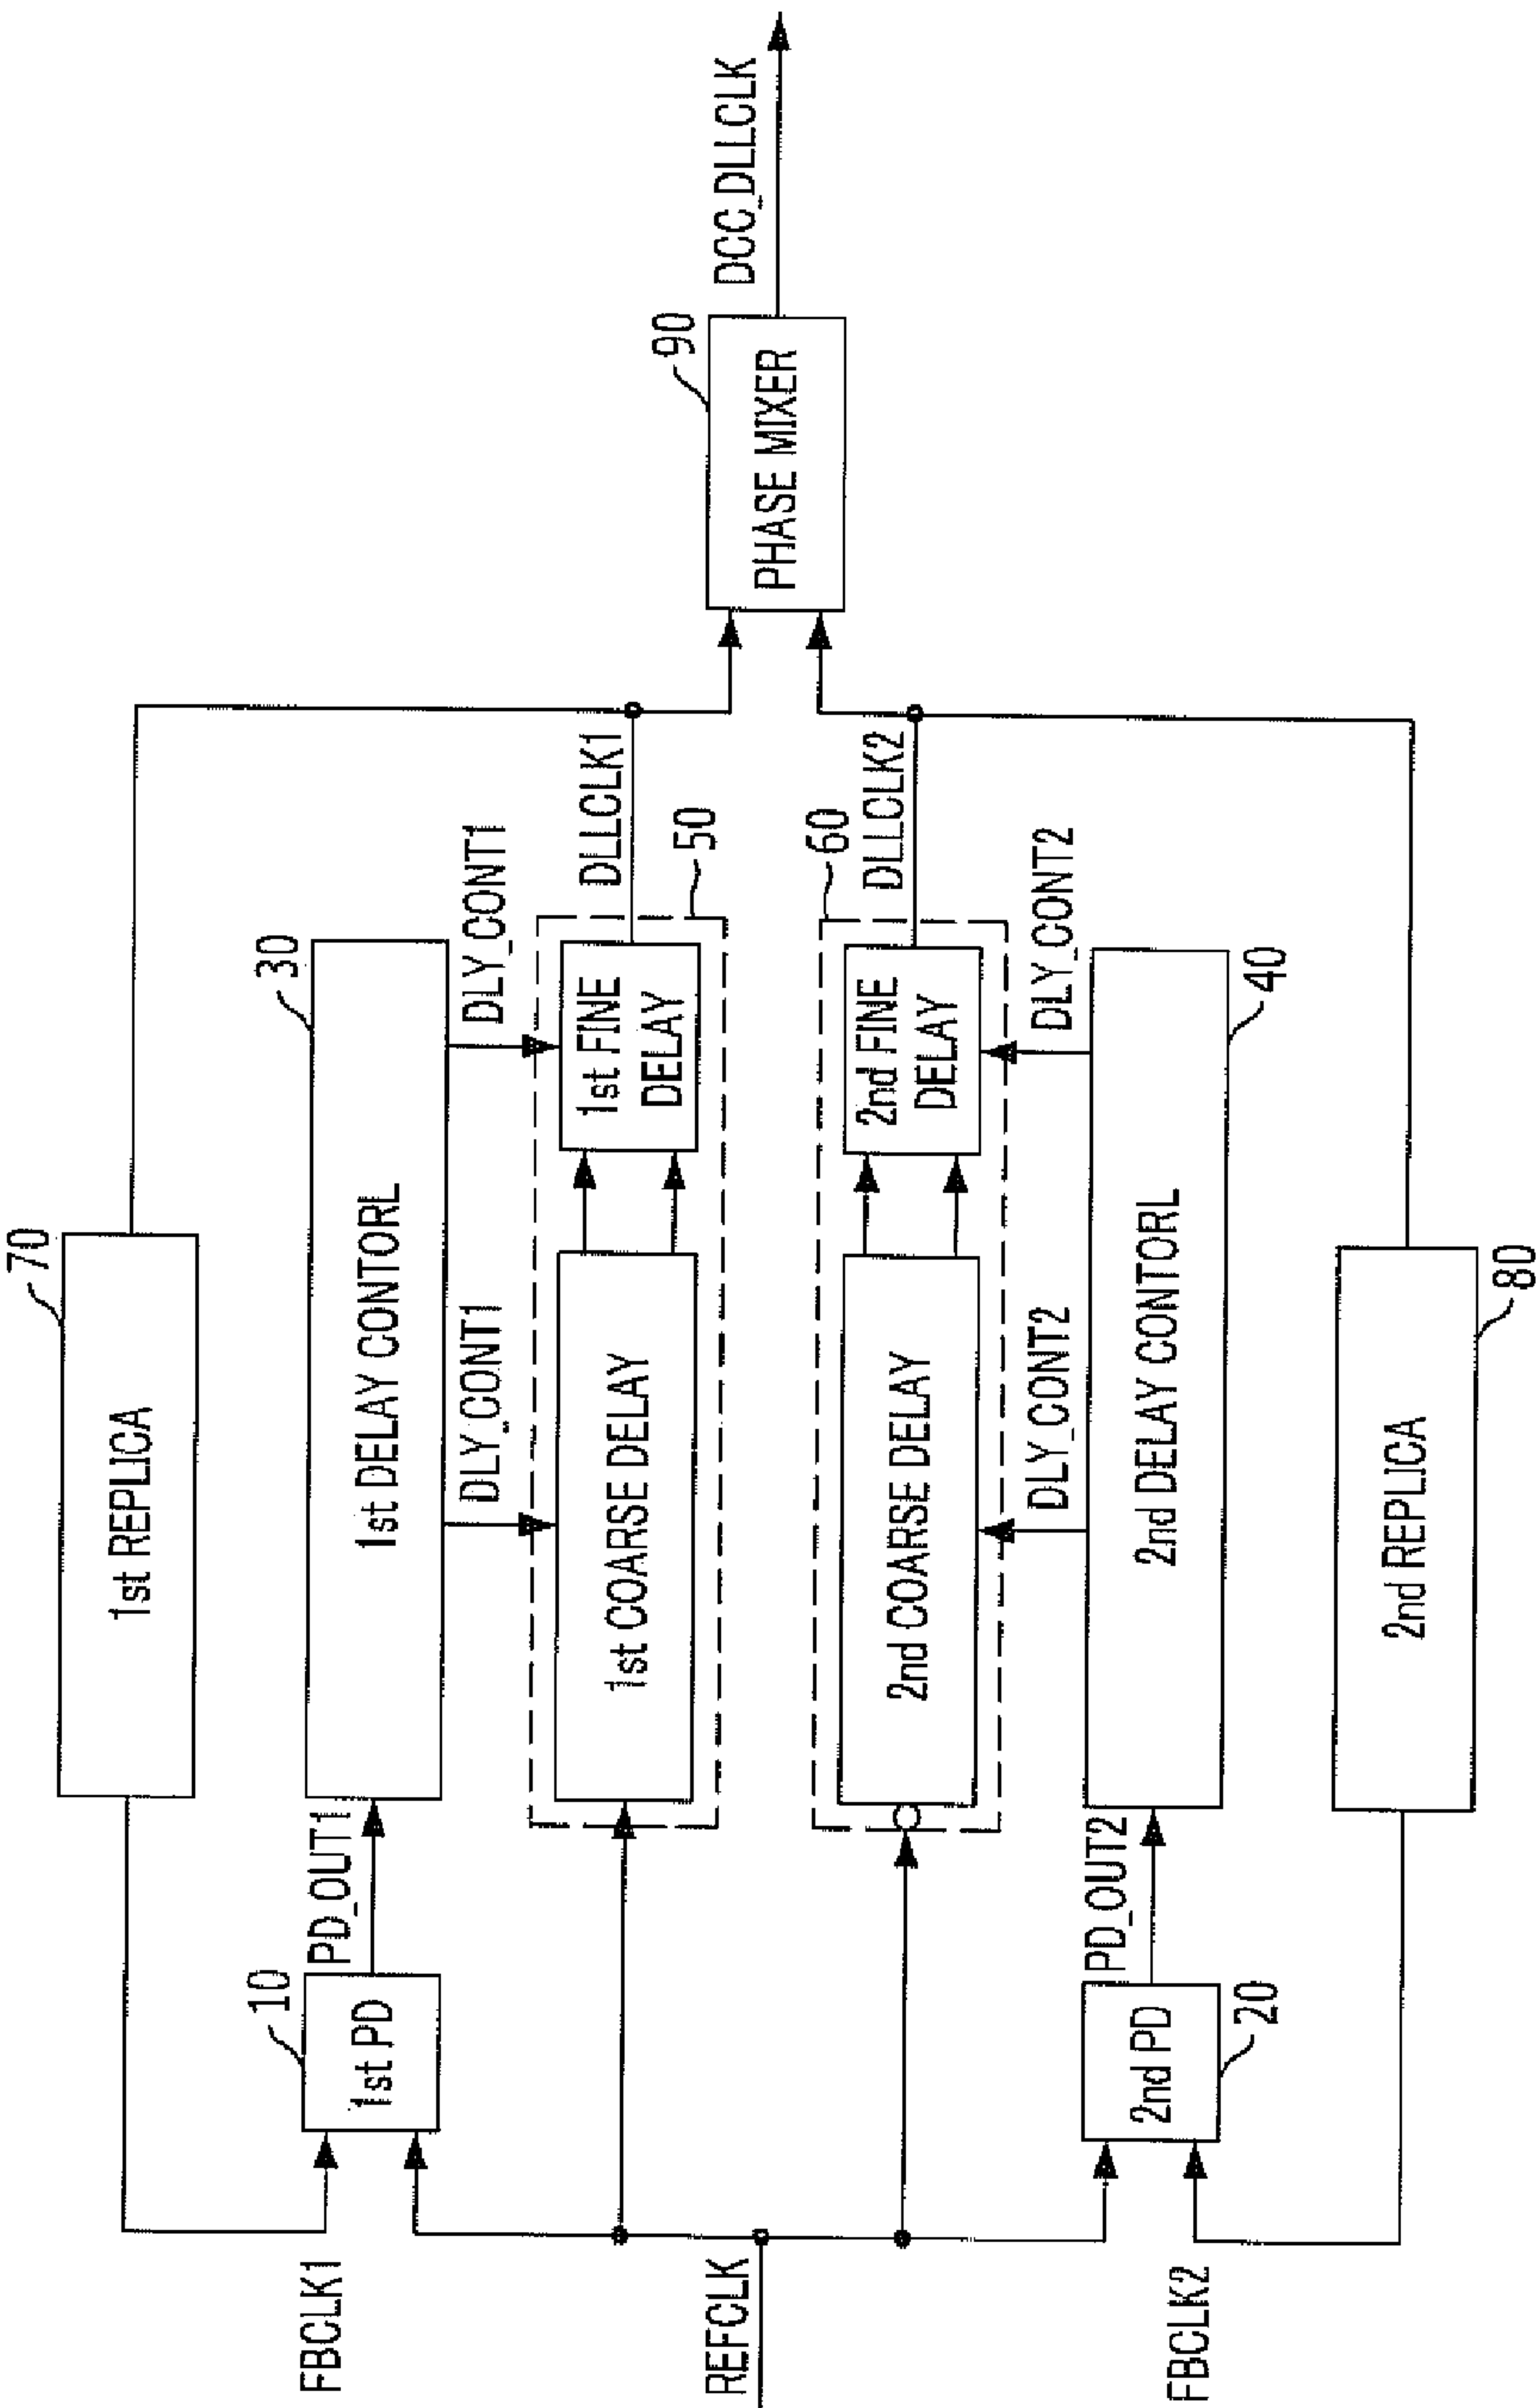 70
1st REPLICA
30
1st DELAY CONTORL
10
1st PD
PD_OUT1
FBCLK1
DLY_CONT1
DLY_CONT1
1st COARSE DELAY
1st FINE
DELAY
50
DLLCLK1
REFCLK
90
PHASE MIXER
DCC_DLLCLK
60
DLLCLK2
2nd COARSE DELAY
2nd FINE
DELAY
DLY_CONT2
DLY_CONT2
PD_OUT2
2nd PD
20
2nd DELAY CONTORL
40
FBCLK2
2nd REPLICA
80